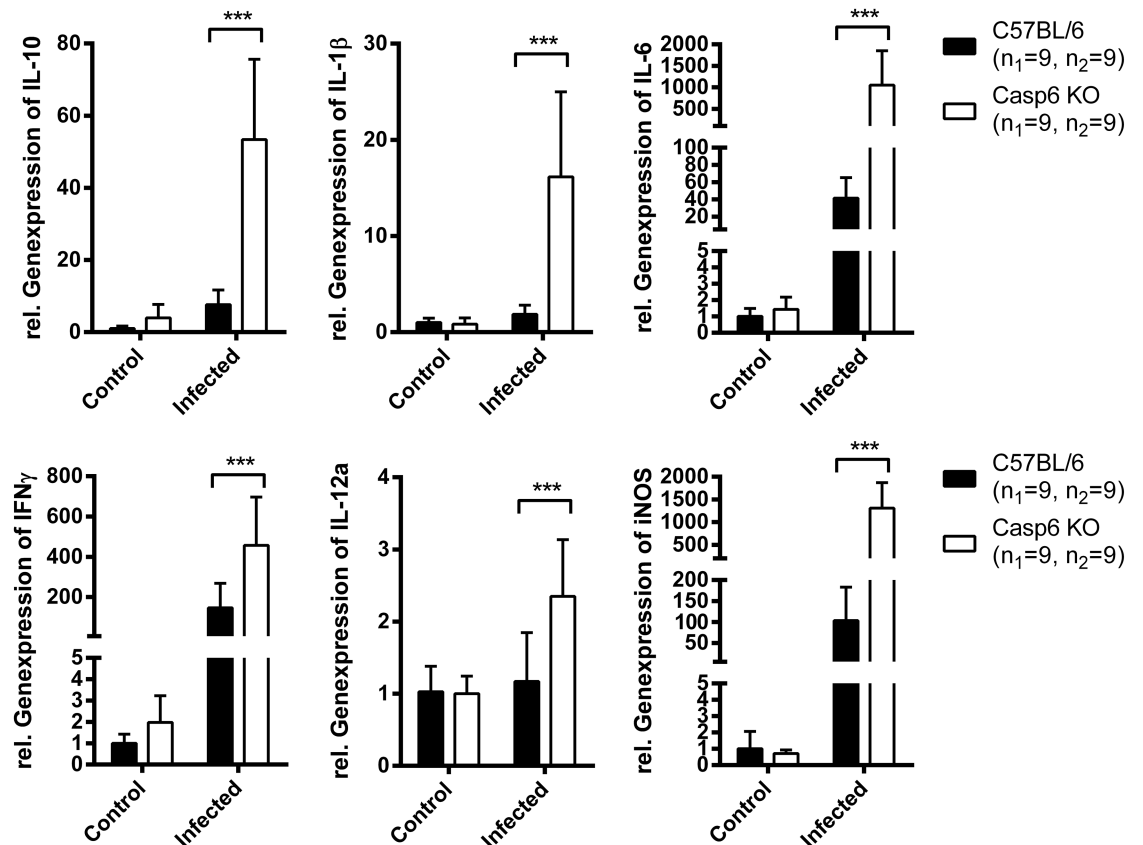 rel. Genexpression of IL-10
80
60
40
20
0
***
Control
Infected
rel. Genexpression of IL-1β
30
20
10
0
***
Control
Infected
rel. Genexpression of IL-6
2000
1500
1000
500
100
80
60
40
20
5
4
3
2
1
0
***
Control
Infected
C57BL/6
(n₁=9, n₂=9)
Casp6 KO
(n₁=9, n₂=9)
rel. Genexpression of IFNγ
800
600
400
200
5
4
3
2
1
0
***
Control
Infected
rel. Genexpression of IL-12a
4
3
2
1
0
***
Control
Infected
rel. Genexpression of iNOS
2000
1500
1000
500
200
150
100
50
5
4
3
2
1
0
***
Control
Infected
C57BL/6
(n₁=9, n₂=9)
Casp6 KO
(n₁=9, n₂=9)